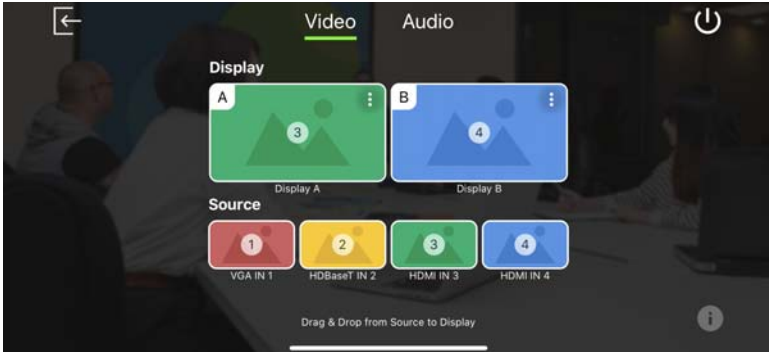 Video Audio
Display
A B
3 4
Display A Display B
Source
1 2 3 4
VGA IN 1 HDBaseT IN 2 HDMI IN 3 HDMI IN 4
Drag & Drop from Source to Display
i